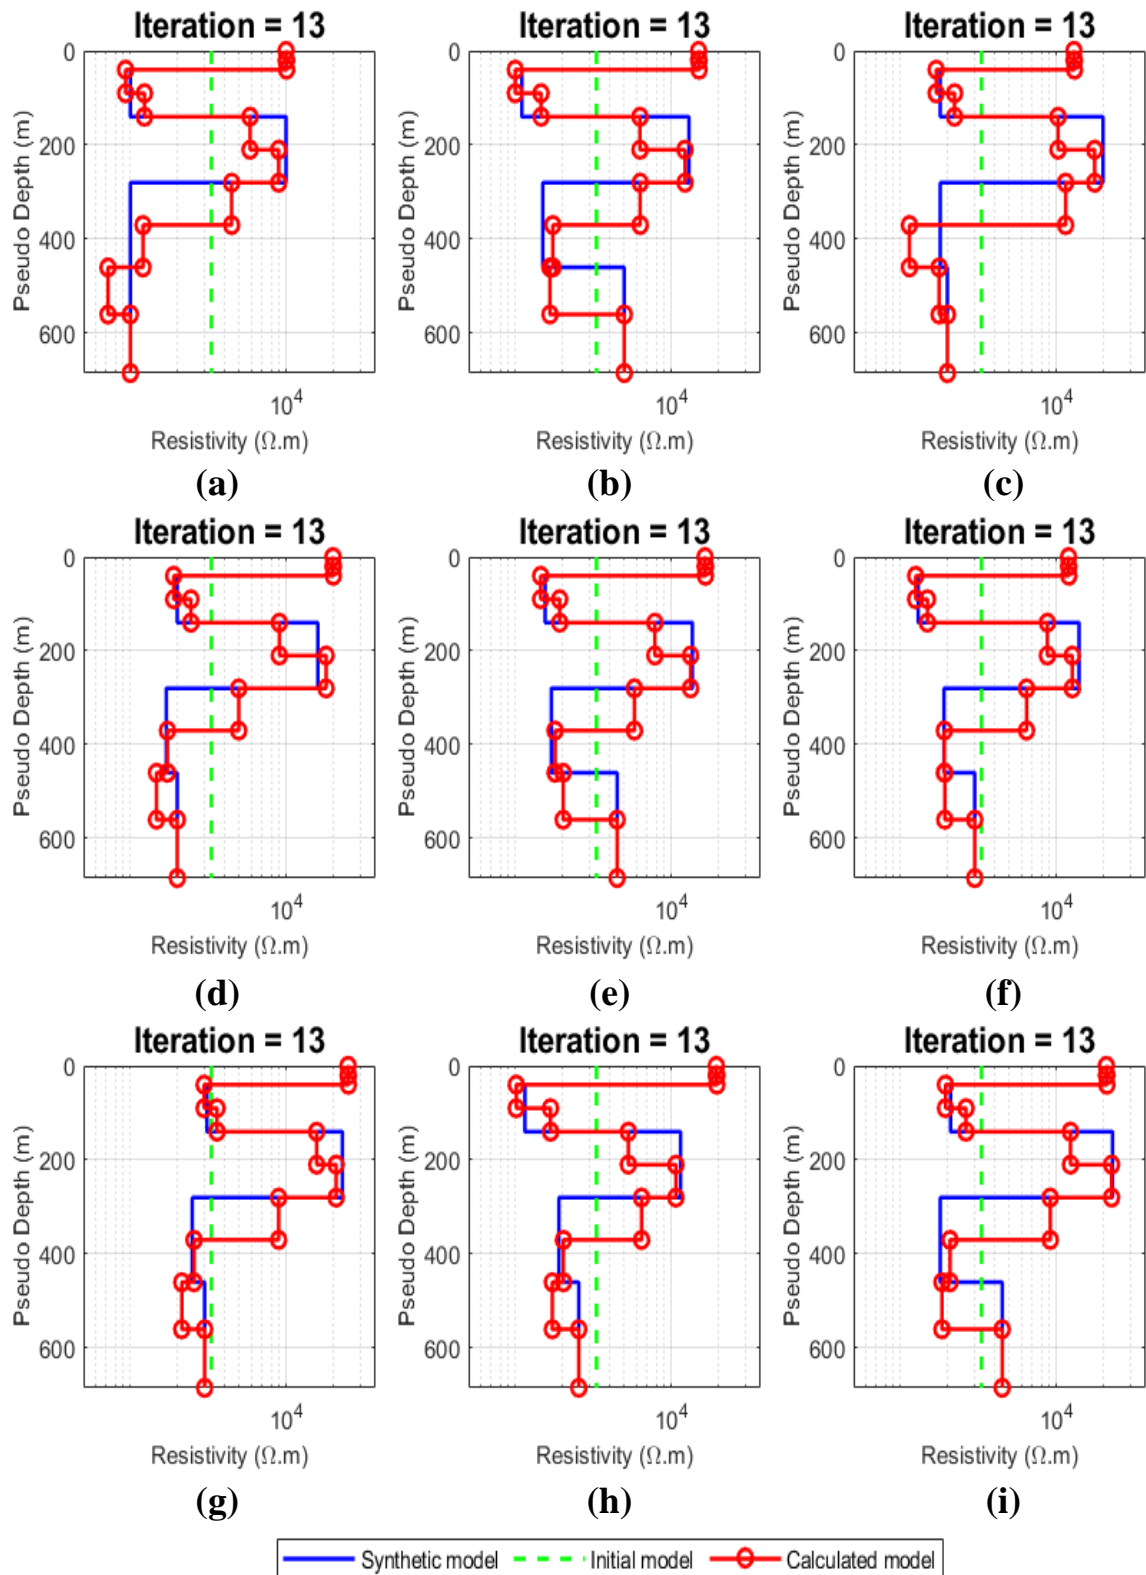 Iteration = 13 Iteration = 13 Iteration = 13
0 0 0
200 200 200
400 400 400
600 600 600
Pseudo Depth (m) Pseudo Depth (m) Pseudo Depth (m)
10^4 10^4 10^4
Resistivity (Ω.m) Resistivity (Ω.m) Resistivity (Ω.m)
(a) (b) (c)
Iteration = 13 Iteration = 13 Iteration = 13
0 0 0
200 200 200
400 400 400
600 600 600
Pseudo Depth (m) Pseudo Depth (m) Pseudo Depth (m)
10^4 10^4 10^4
Resistivity (Ω.m) Resistivity (Ω.m) Resistivity (Ω.m)
(d) (e) (f)
Iteration = 13 Iteration = 13 Iteration = 13
0 0 0
200 200 200
400 400 400
600 600 600
Pseudo Depth (m) Pseudo Depth (m) Pseudo Depth (m)
10^4 10^4 10^4
Resistivity (Ω.m) Resistivity (Ω.m) Resistivity (Ω.m)
(g) (h) (i)
Synthetic model Initial model Calculated model